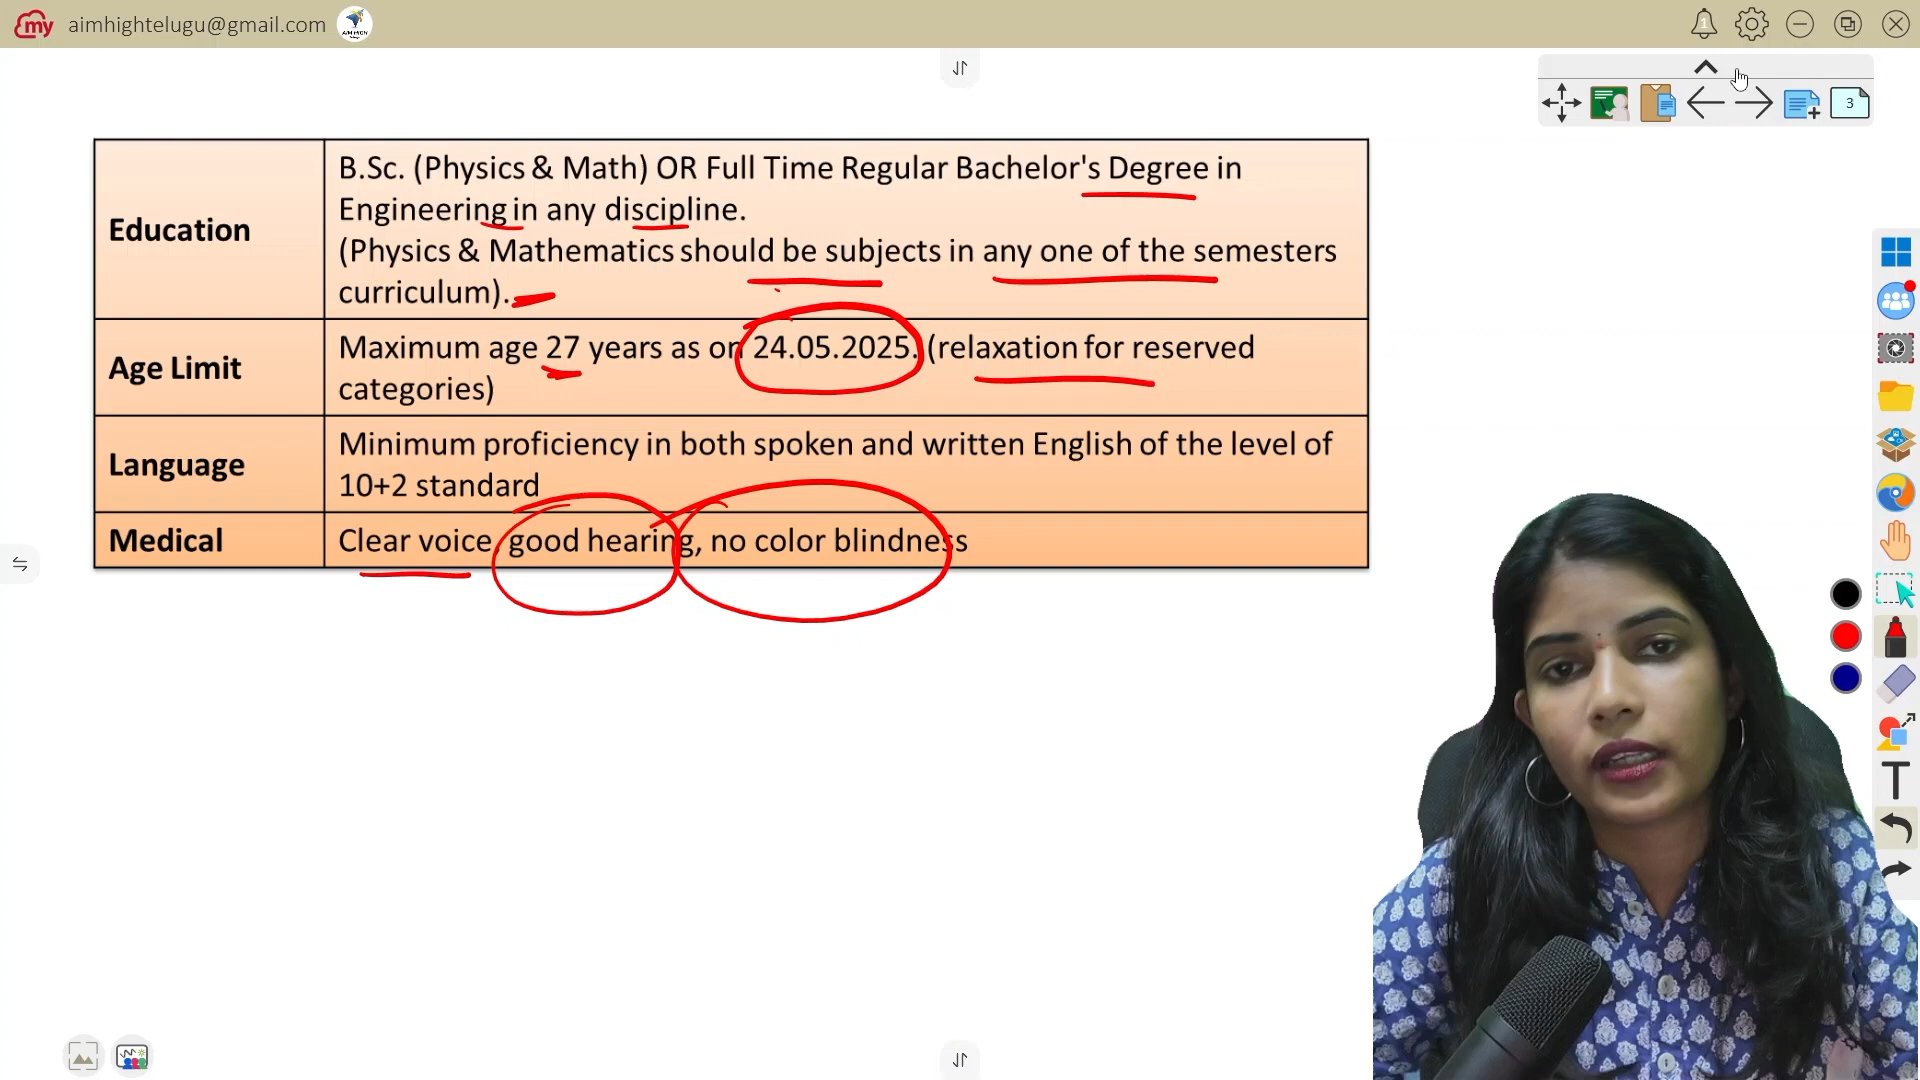 my aimhightelugu@gmail.com
1
3
Education
B.Sc. (Physics & Math) OR Full Time Regular Bachelor's Degree in
Engineering in any discipline.
(Physics & Mathematics should be subjects in any one of the semesters
curriculum).
Age Limit
Maximum age 27 years as on 24.05.2025. (relaxation for reserved
categories)
Language
Minimum proficiency in both spoken and written English of the level of
10+2 standard
Medical
Clear voice, good hearing, no color blindness
T